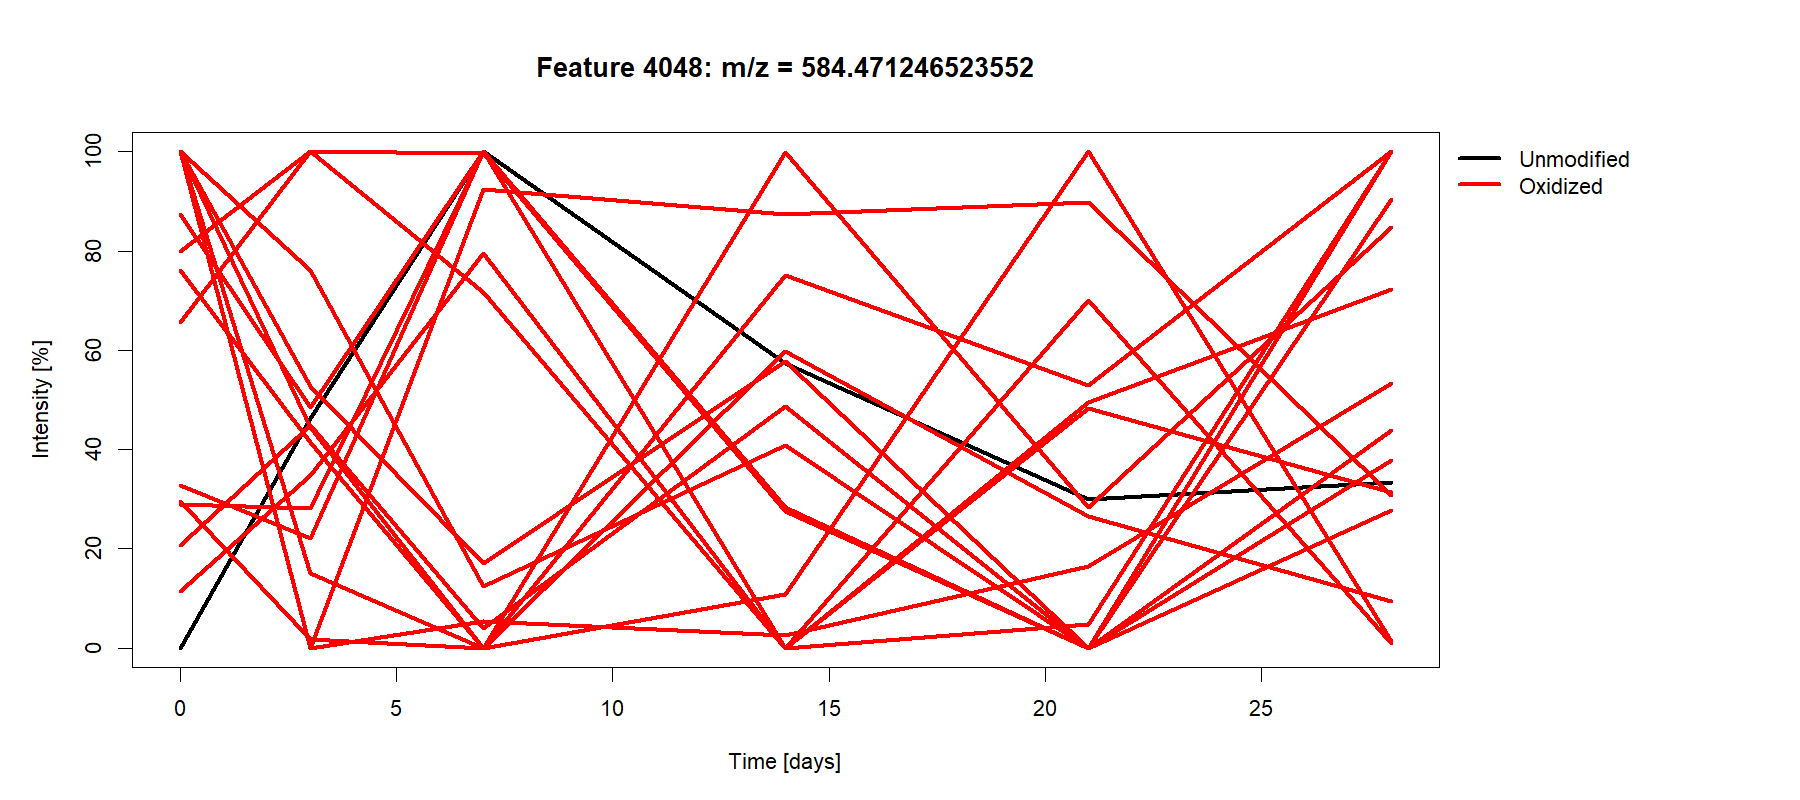 Feature 4048: m/z = 584.471246523552
Unmodified
Oxidized
Intensity [%]
100
80
60
40
20
0
0 5 10 15 20 25
Time [days]